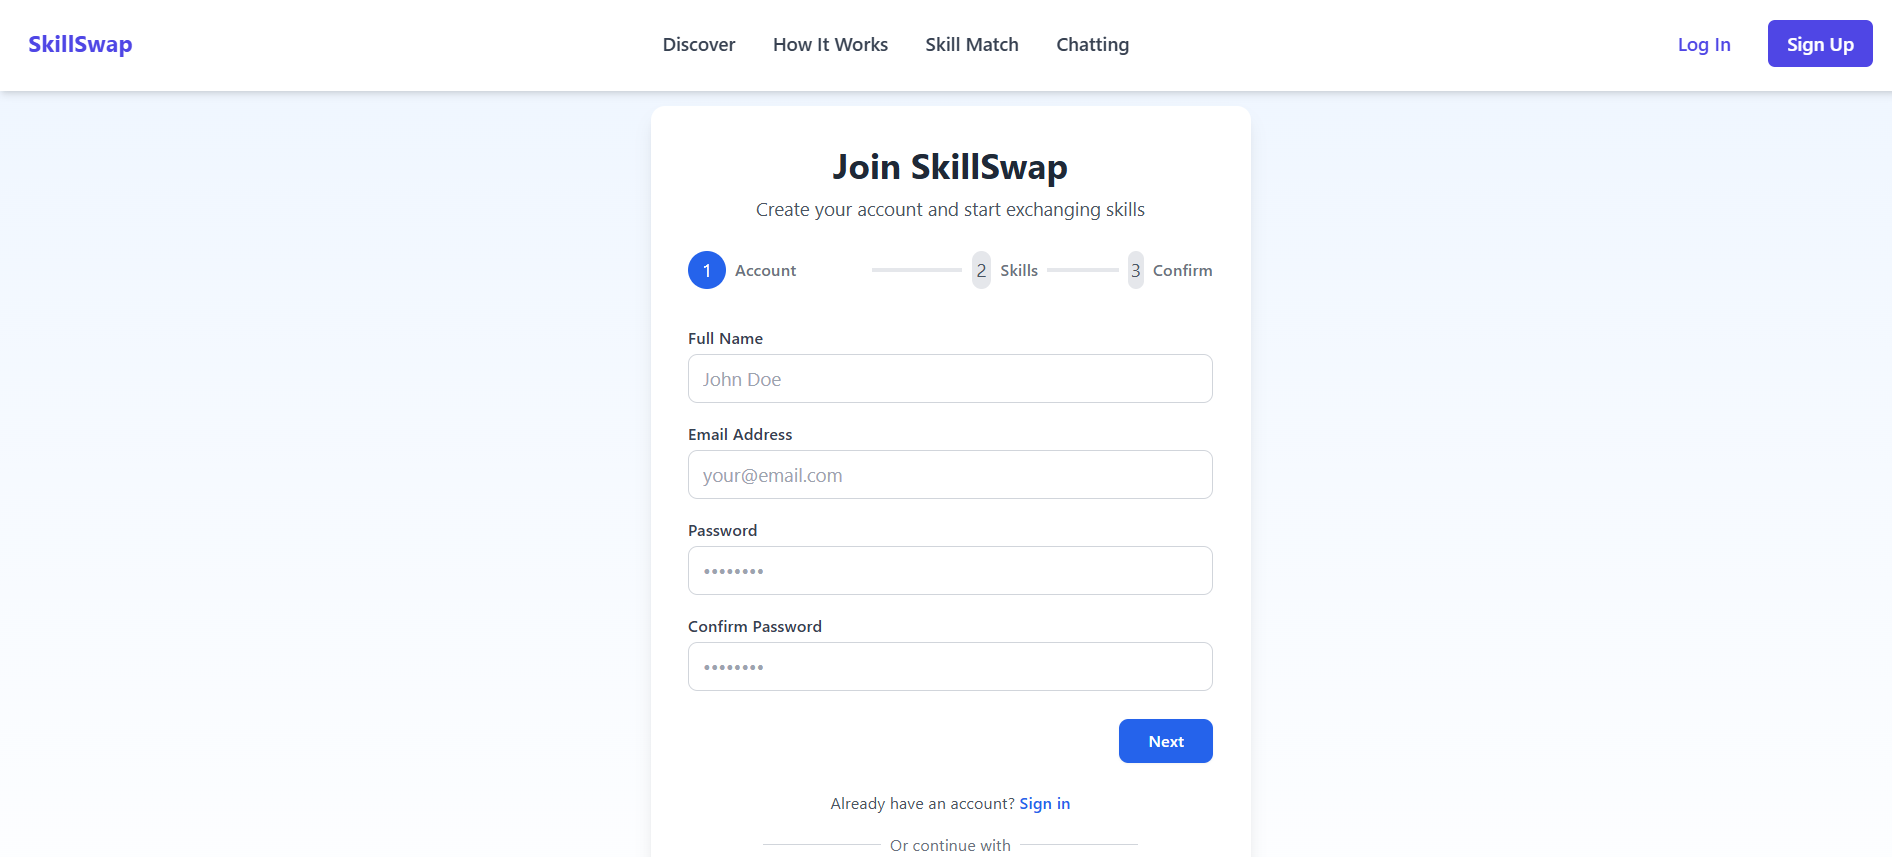 SkillSwap
Discover How It Works Skill Match Chatting
Log In Sign Up
Join SkillSwap
Create your account and start exchanging skills
1 Account 2 Skills 3 Confirm
Full Name
John Doe
Email Address
your@email.com
Password
••••••••
Confirm Password
••••••••
Next
Already have an account? Sign in
Or continue with